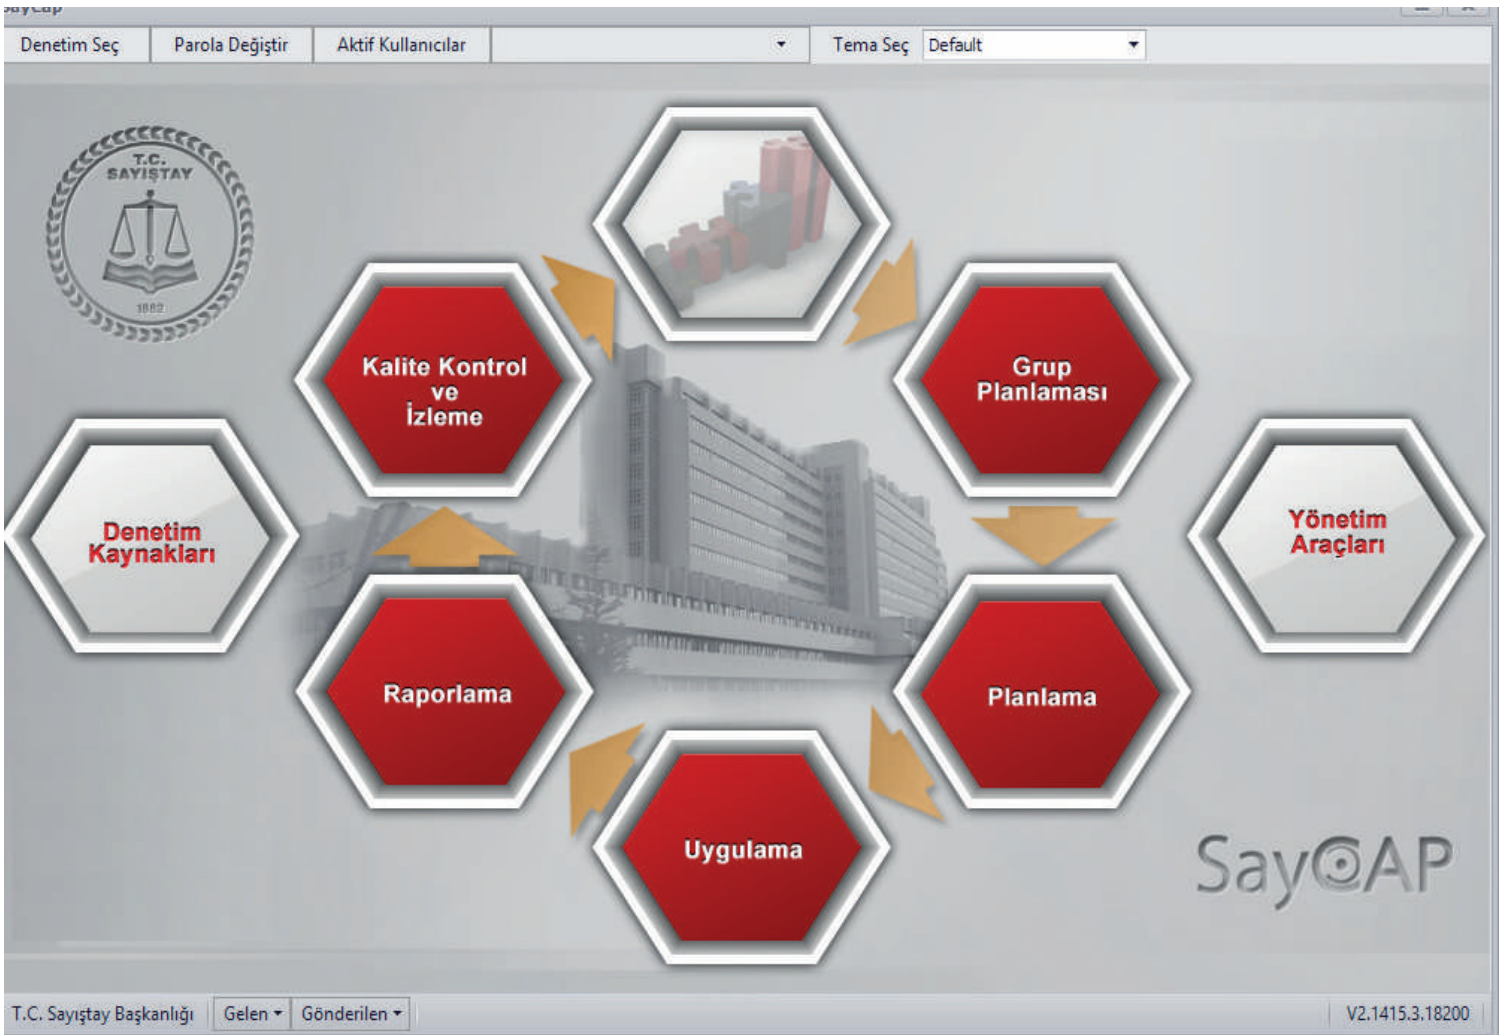 SayCap
Denetim Seç
Parola Değiştir
Aktif Kullanıcılar
Tema Seç
Default
T.C.
SAYIŞTAY
1862
Kalite Kontrol
ve
İzleme
Grup
Planlaması
Denetim
Kaynakları
Yönetim
Araçları
Raporlama
Planlama
Uygulama
SayCAP
T.C. Sayıştay Başkanlığı
Gelen
Gönderilen
V2.1415.3.18200